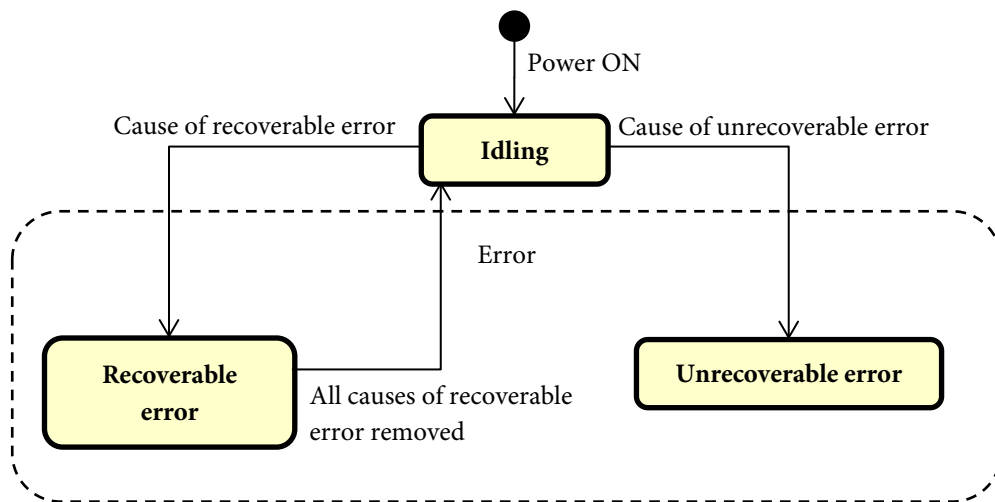 Power ON
Cause of recoverable error
Idling
Cause of unrecoverable error
Error
Recoverable
error
All causes of recoverable
error removed
Unrecoverable error